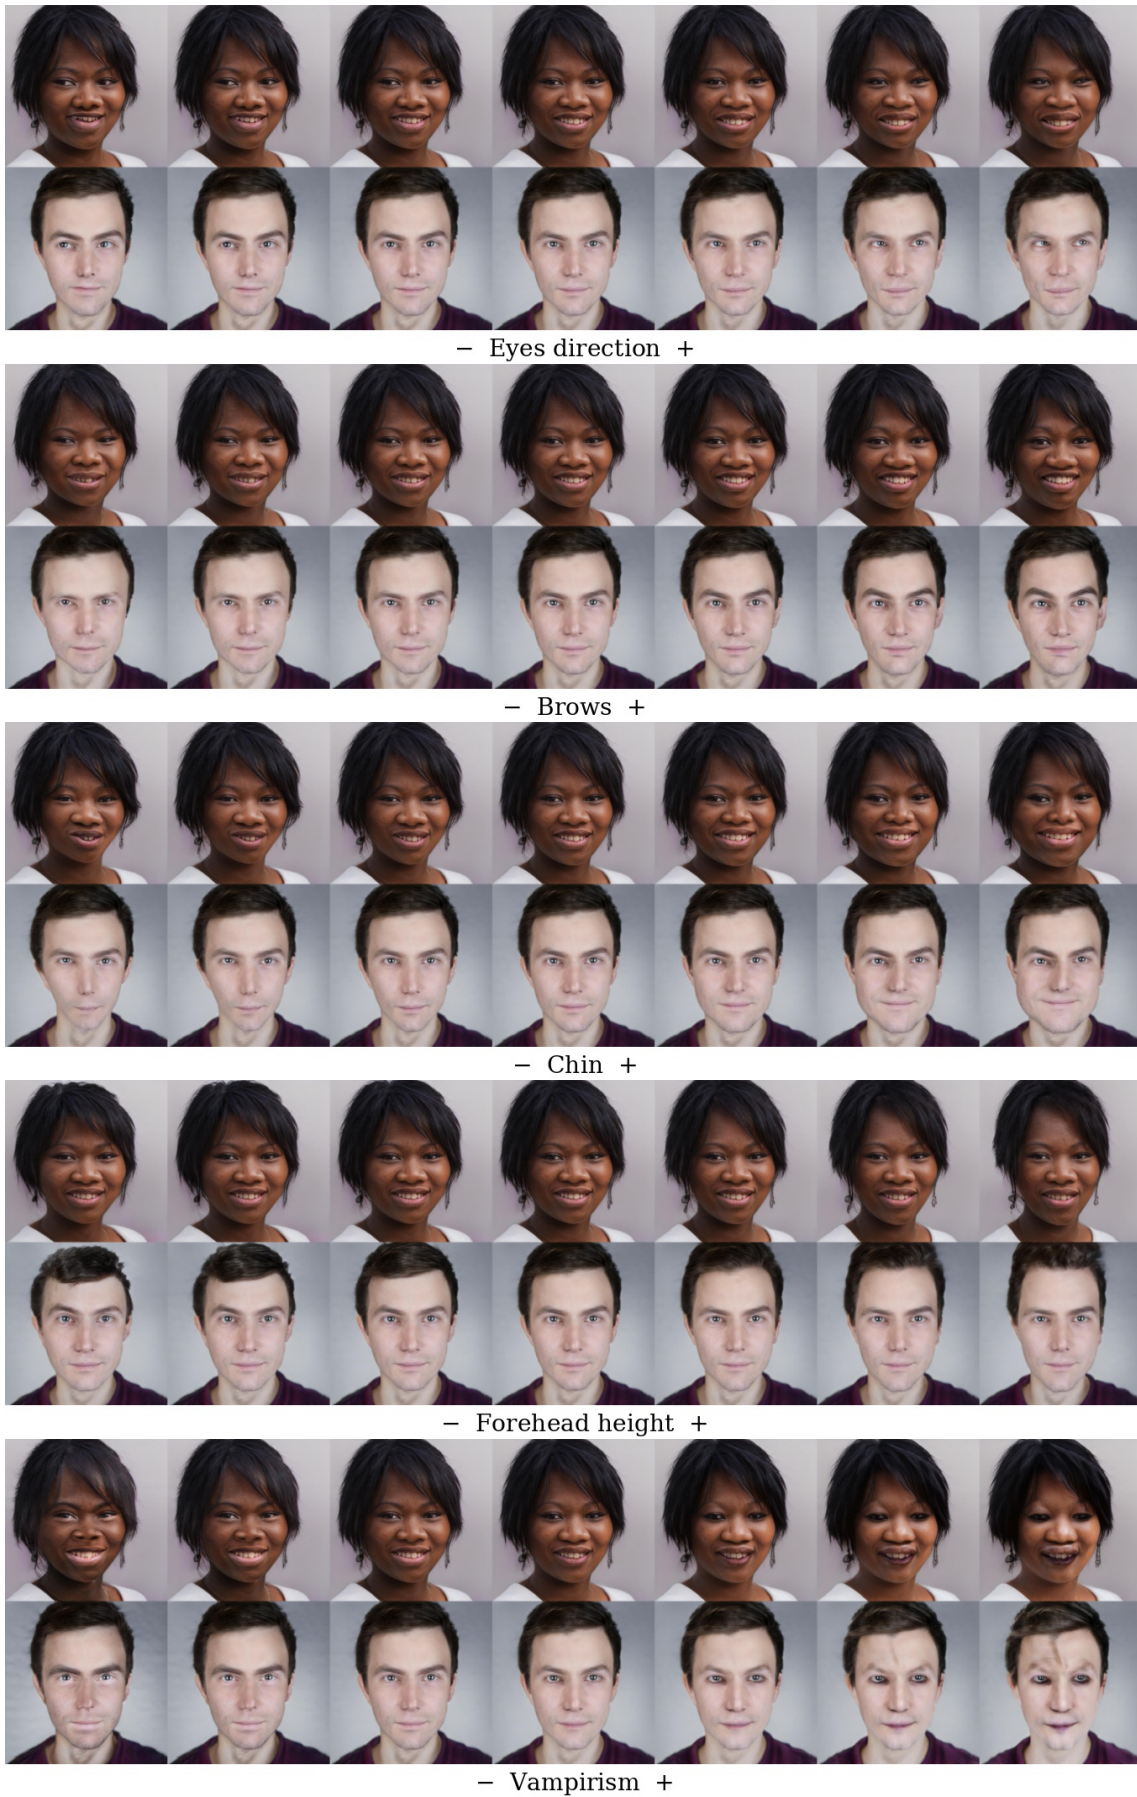 − Eyes direction +
− Brows +
− Chin +
− Forehead height +
− Vampirism +